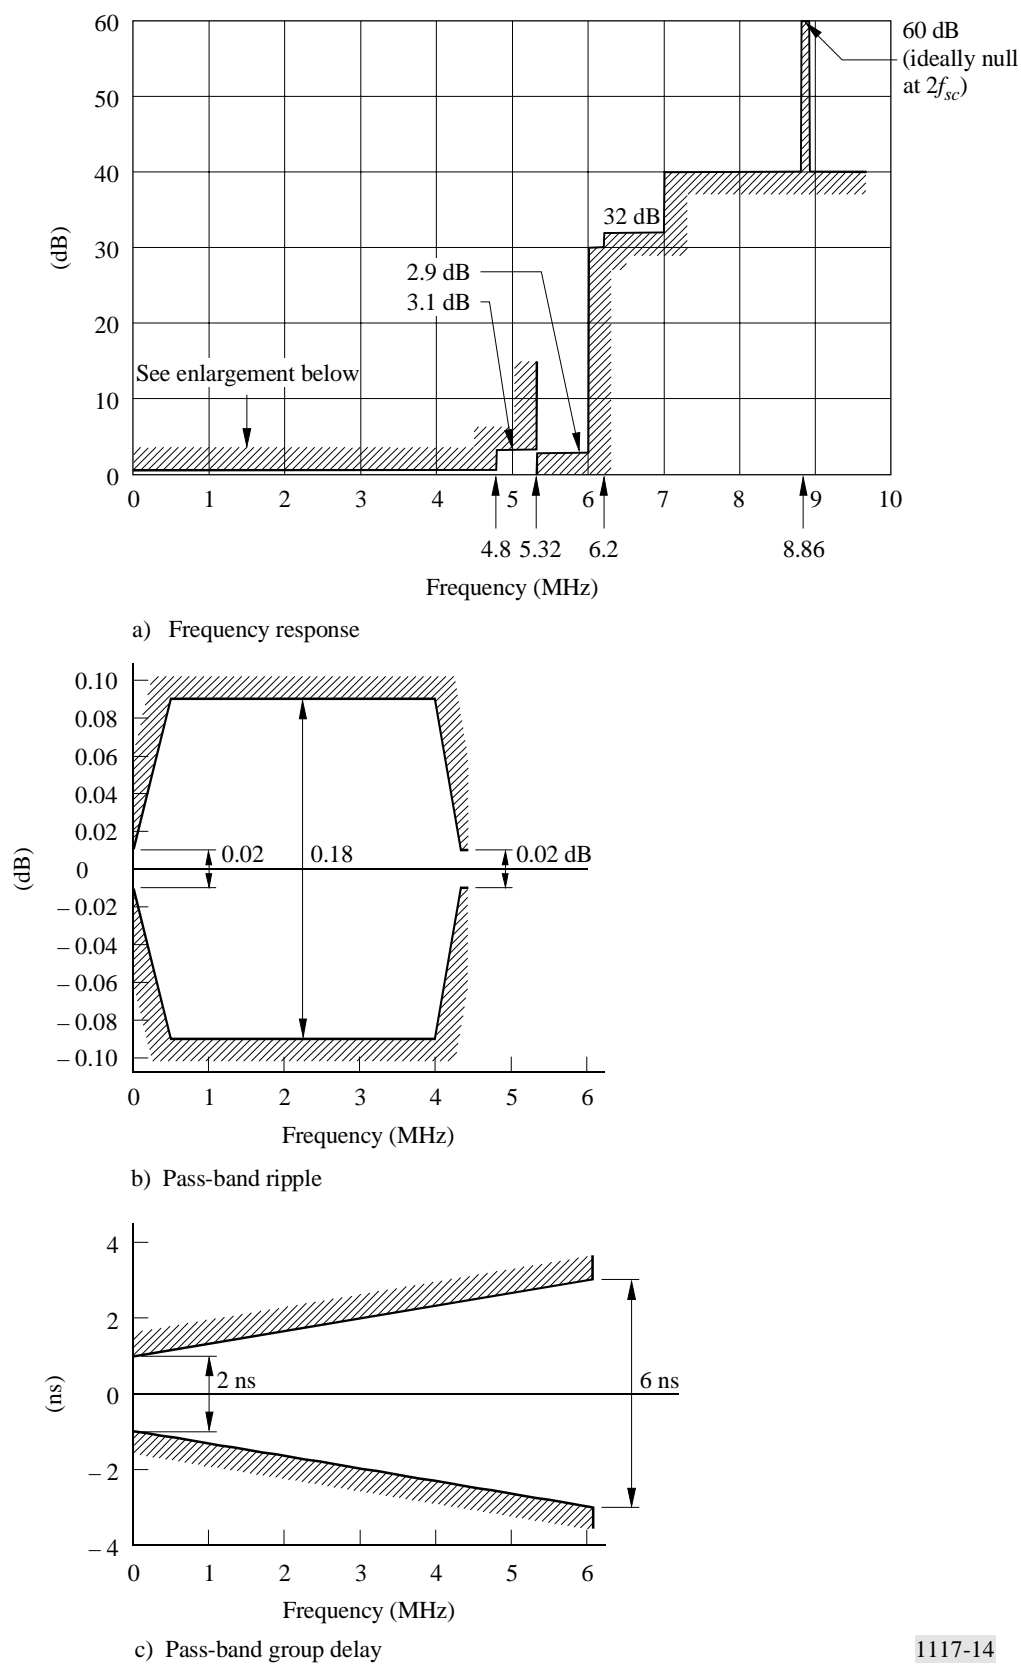 60
50
40
30
20
10
0
(dB)
60 dB
(ideally null
at 2fsc)
32 dB
2.9 dB
3.1 dB
See enlargement below
0 1 2 3 4 5 6 7 8 9 10
4.8 5.32 6.2 8.86
Frequency (MHz)
a) Frequency response
0.10
0.08
0.06
0.04
0.02
0
– 0.02
– 0.04
– 0.06
– 0.08
– 0.10
(dB)
0.02 0.18 0.02 dB
0 1 2 3 4 5 6
Frequency (MHz)
b) Pass-band ripple
4
2
0
– 2
– 4
(ns)
2 ns 6 ns
0 1 2 3 4 5 6
Frequency (MHz)
c) Pass-band group delay
1117-14